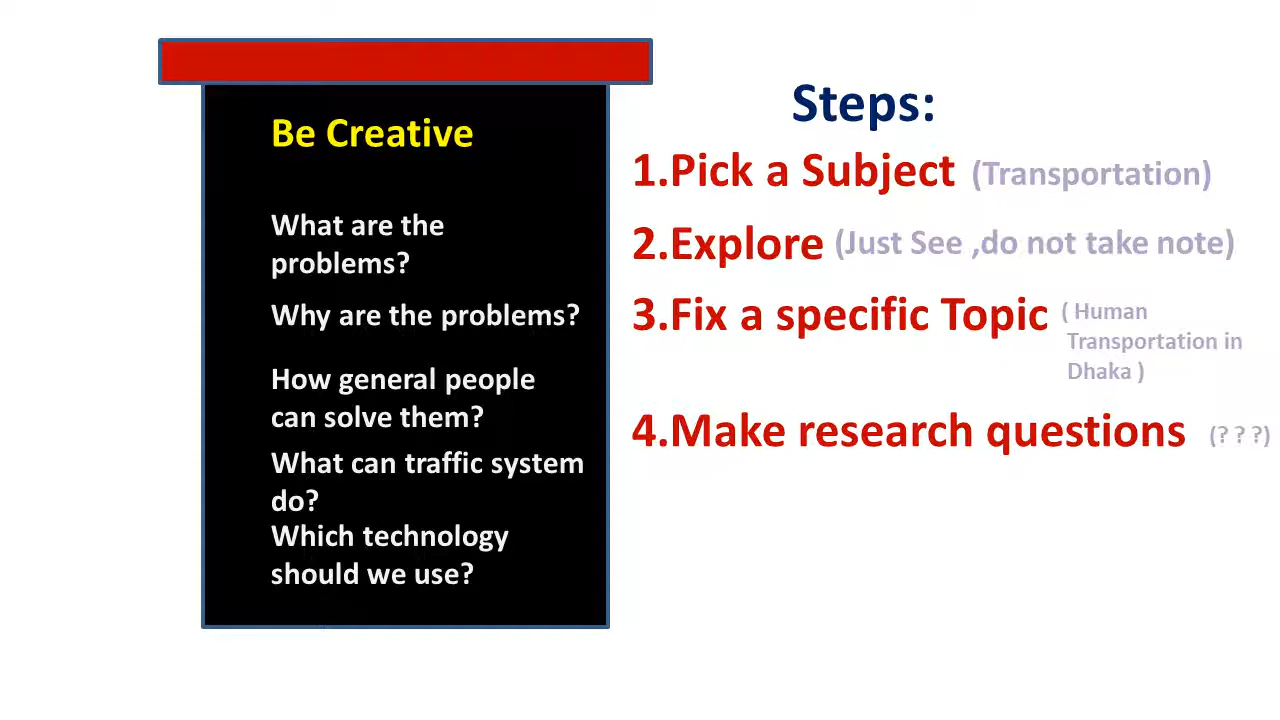 Be Creative
What are the
problems?
Why are the problems?
How general people
can solve them?
What can traffic system
do?
Which technology
should we use?
Steps:
1.Pick a Subject (Transportation)
2.Explore (Just See ,do not take note)
3.Fix a specific Topic ( Human
Transportation in
Dhaka )
4.Make research questions (? ? ?)